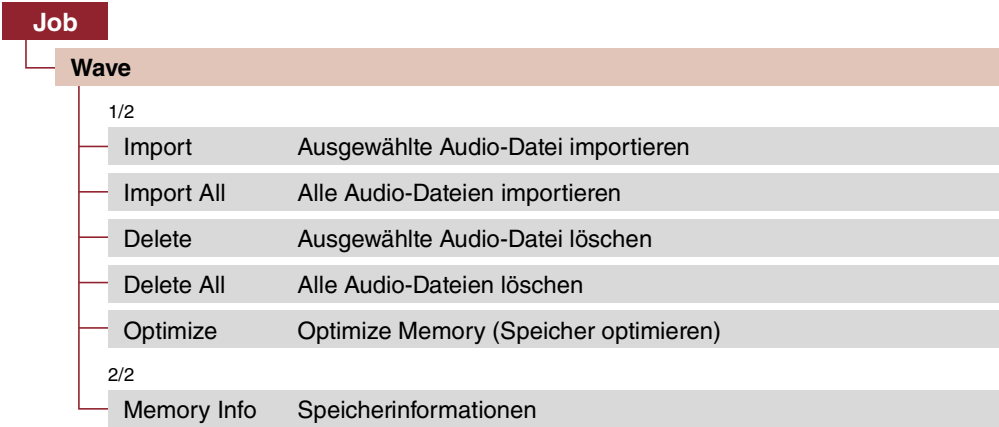 Job
Wave
1/2
Import Ausgewählte Audio-Datei importieren
Import All Alle Audio-Dateien importieren
Delete Ausgewählte Audio-Datei löschen
Delete All Alle Audio-Dateien löschen
Optimize Optimize Memory (Speicher optimieren)
2/2
Memory Info Speicherinformationen